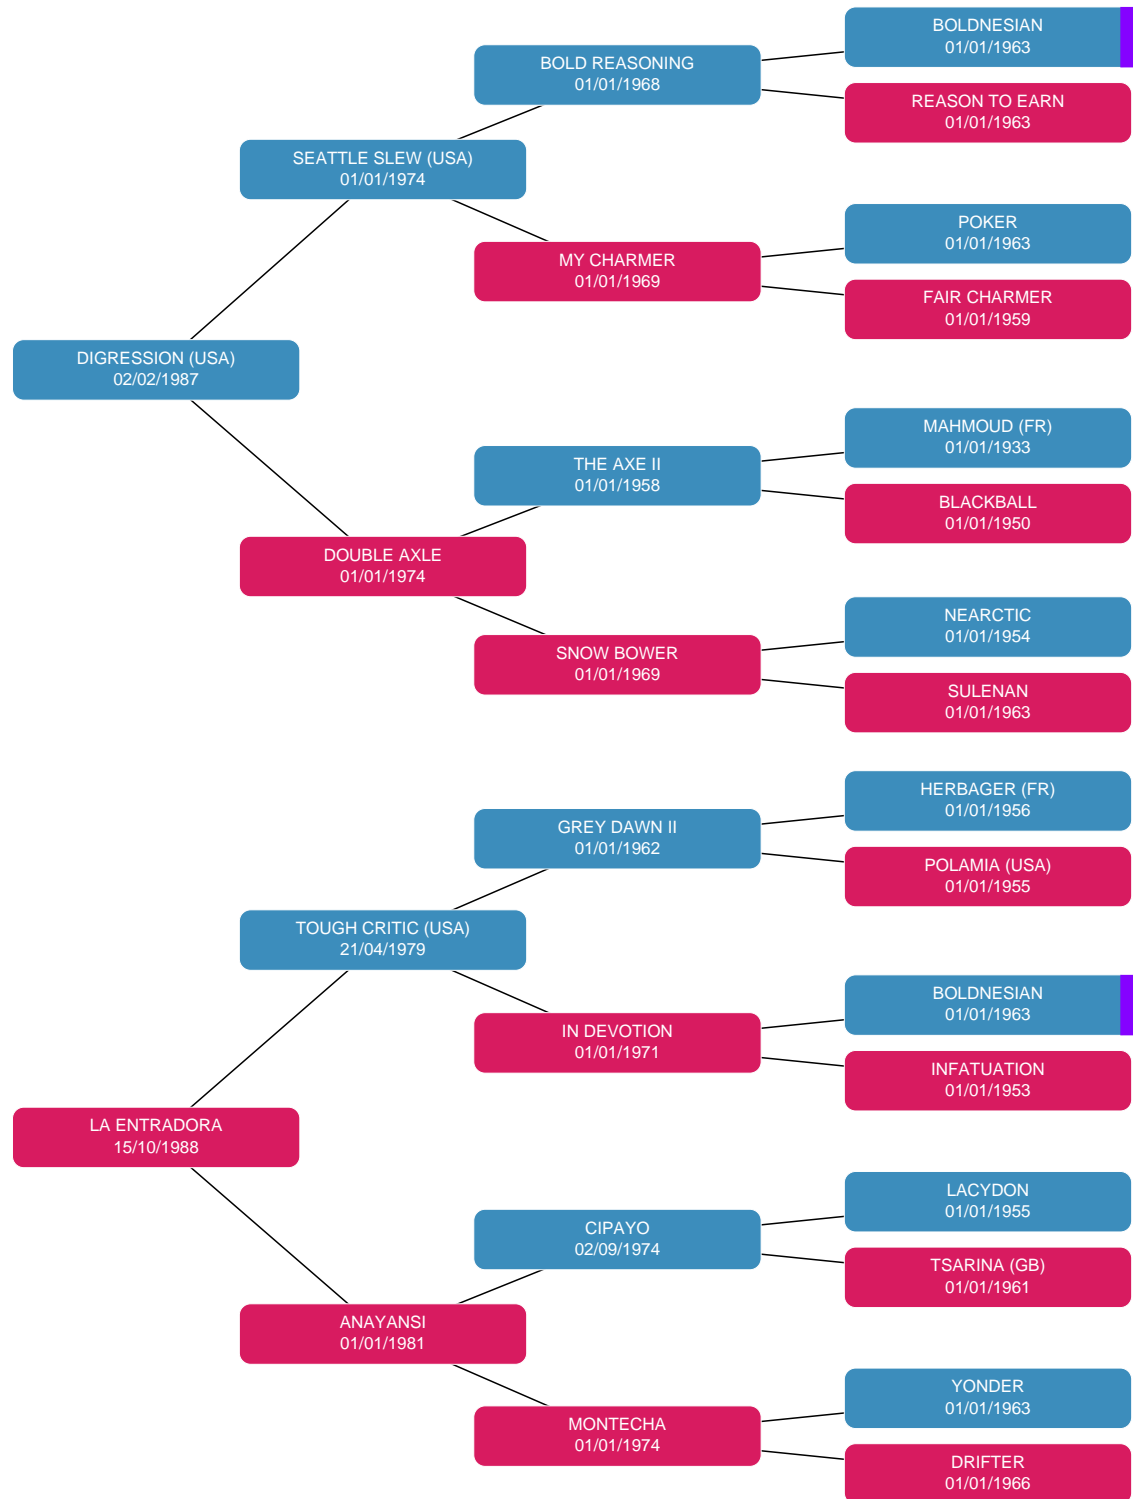 BOLDNESIAN
01/01/1963
BOLD REASONING
01/01/1968
REASON TO EARN
01/01/1963
SEATTLE SLEW (USA)
01/01/1974
POKER
01/01/1963
MY CHARMER
01/01/1969
FAIR CHARMER
01/01/1959
DIGRESSION (USA)
02/02/1987
MAHMOUD (FR)
01/01/1933
THE AXE II
01/01/1958
BLACKBALL
01/01/1950
DOUBLE AXLE
01/01/1974
NEARCTIC
01/01/1954
SNOW BOWER
01/01/1969
SULENAN
01/01/1963
HERBAGER (FR)
01/01/1956
GREY DAWN II
01/01/1962
POLAMIA (USA)
01/01/1955
TOUGH CRITIC (USA)
21/04/1979
BOLDNESIAN
01/01/1963
IN DEVOTION
01/01/1971
INFATUATION
01/01/1953
LA ENTRADORA
15/10/1988
LACYDON
01/01/1955
CIPAYO
02/09/1974
TSARINA (GB)
01/01/1961
ANAYANSI
01/01/1981
YONDER
01/01/1963
MONTECHA
01/01/1974
DRIFTER
01/01/1966